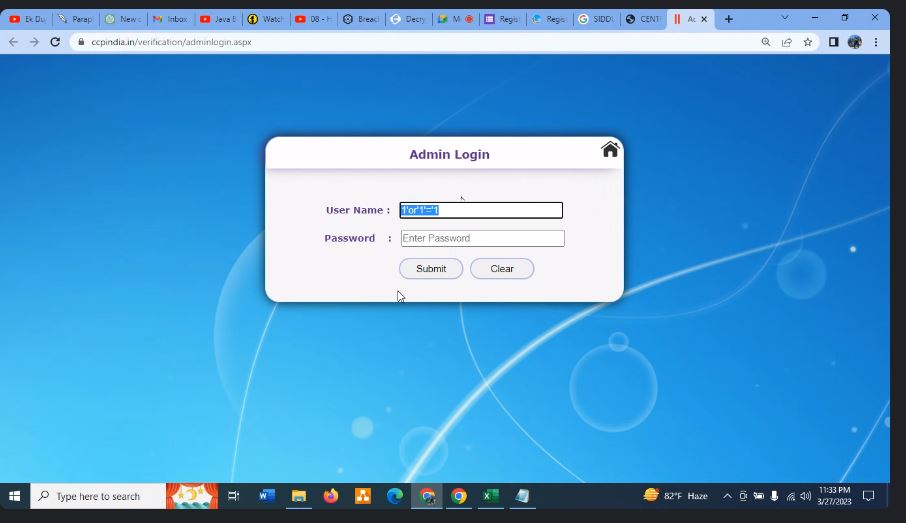 Ek Du
Parap
New c
Inbox
Java B
Watch
08 - H
Breac
Decry
M
Regist
Regis
SIDD
CENT
Ac
ccpindia.in/verification/adminlogin.aspx
Admin Login
User Name :
1'or'1'='1
Password :
Enter Password
Submit
Clear
Type here to search
82°F Haze
11:33 PM
3/27/2023